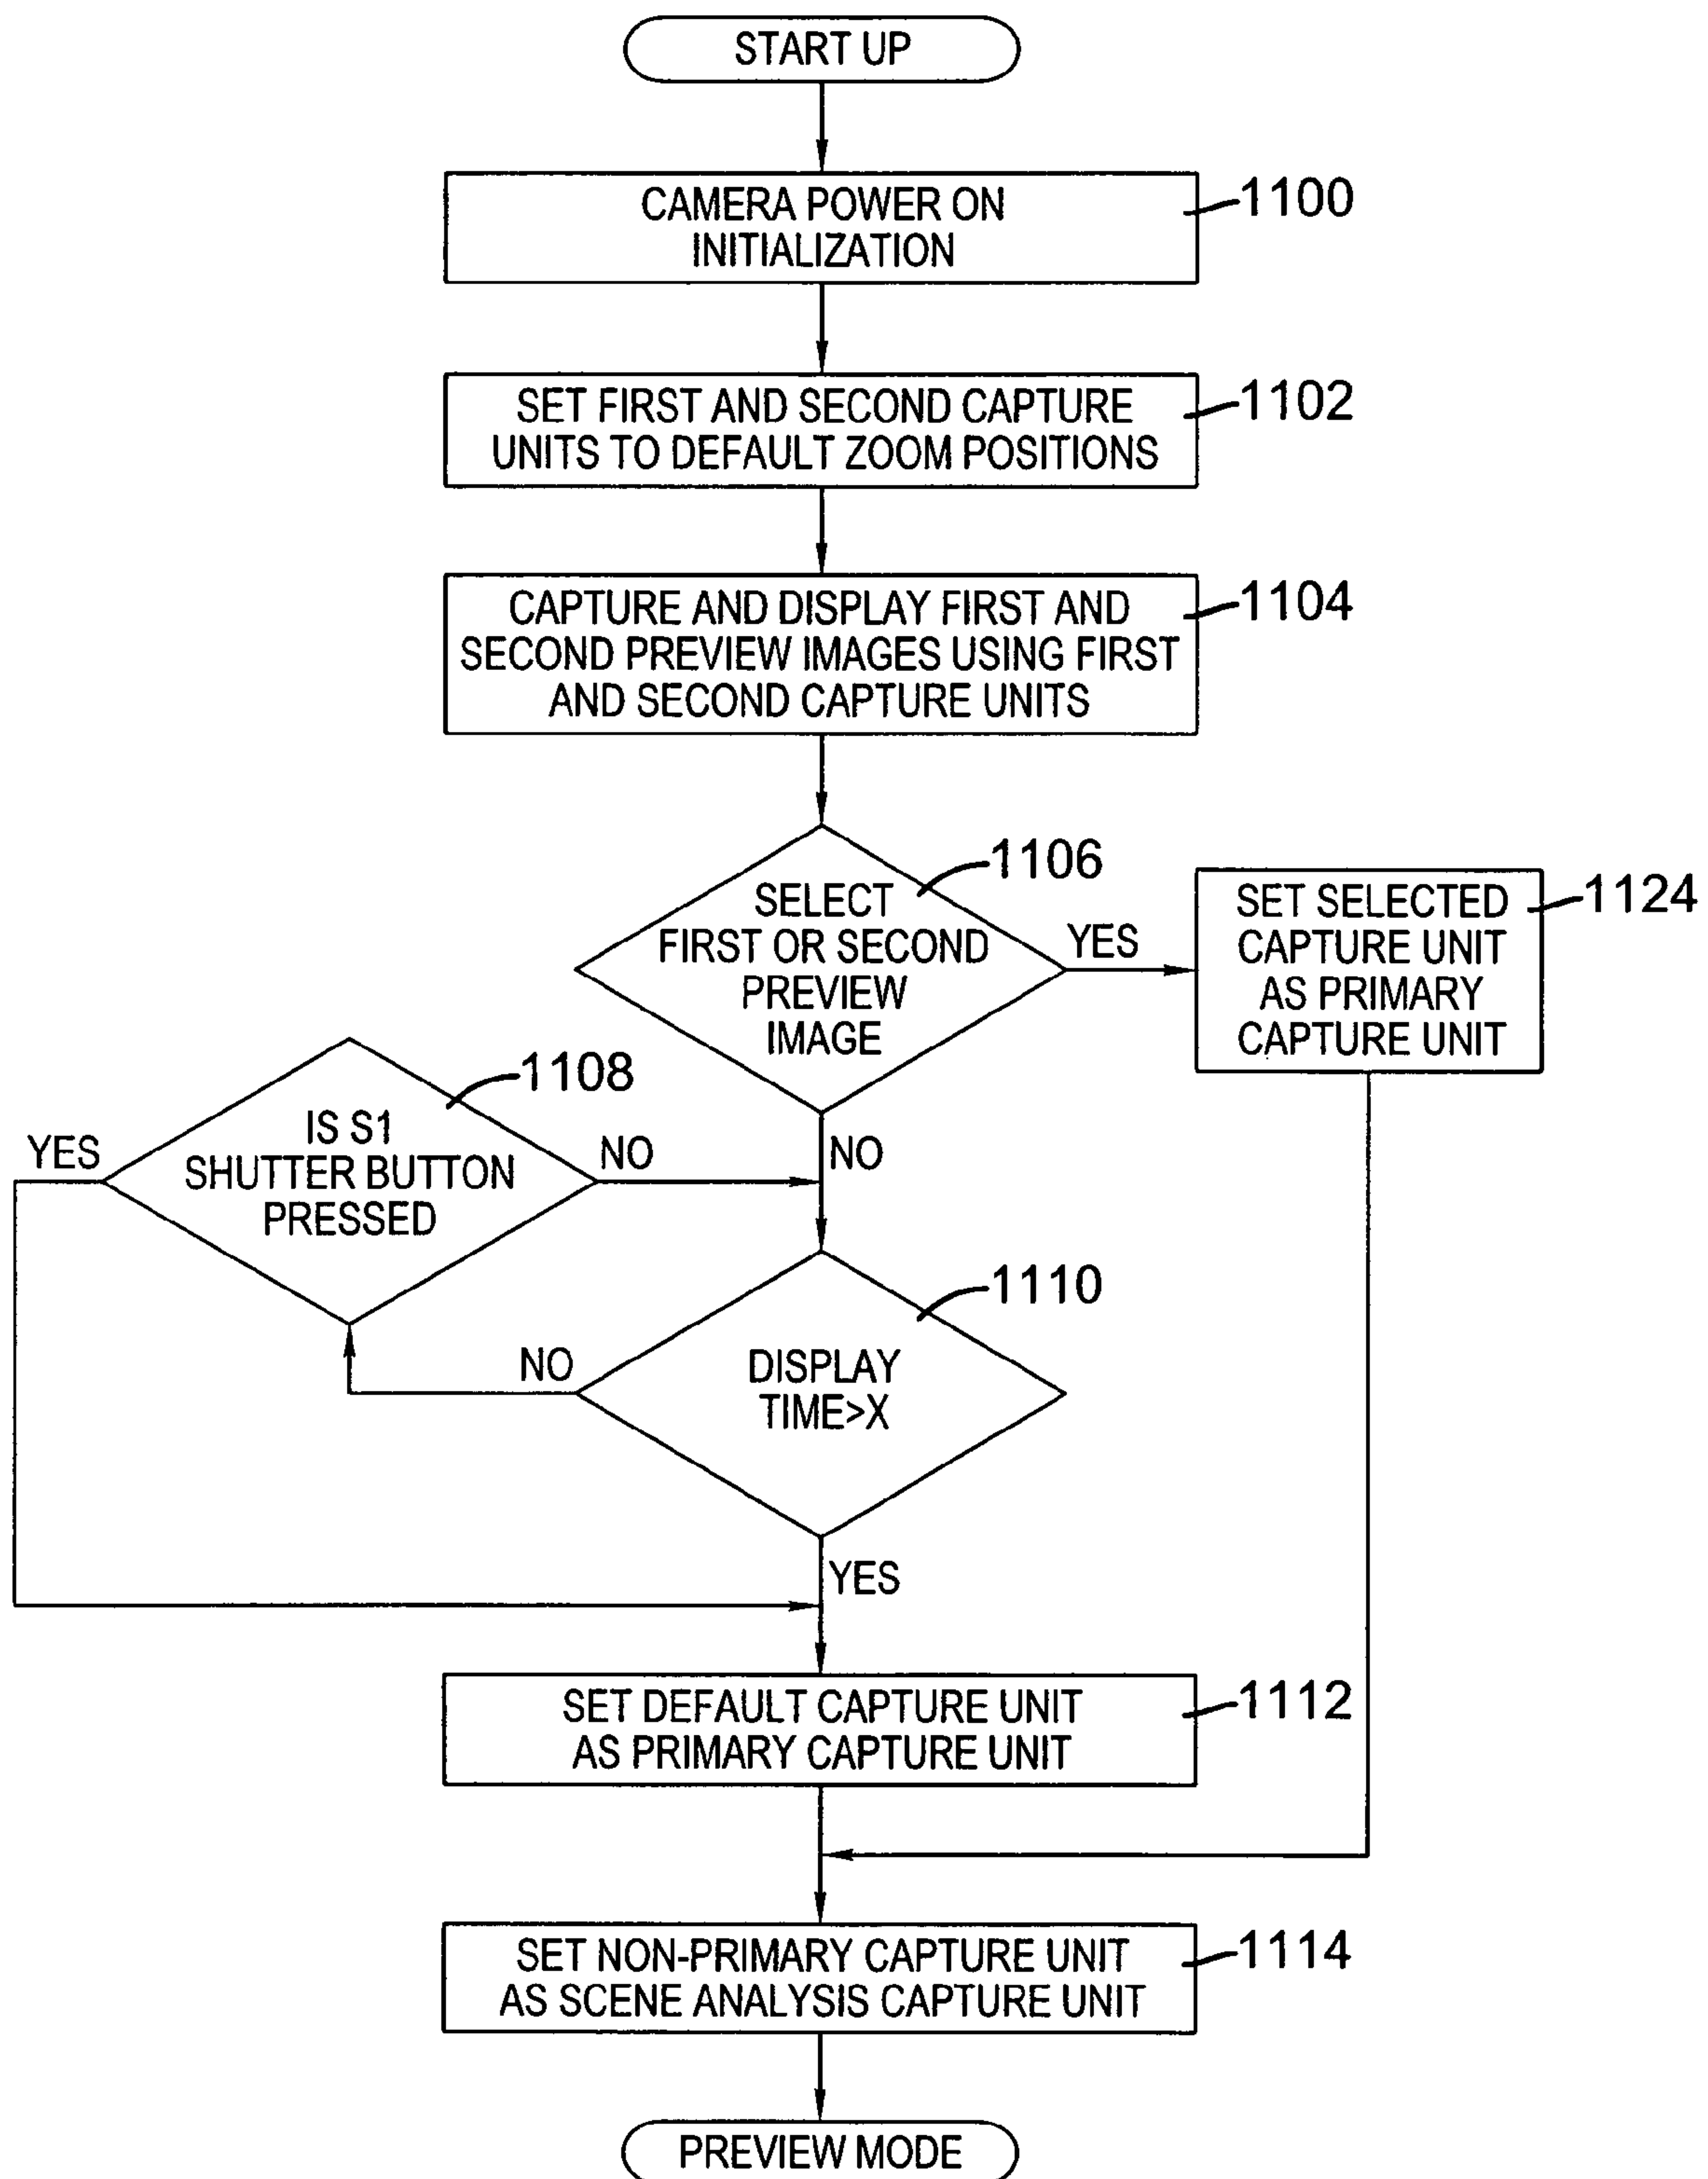 START UP
CAMERA POWER ON
INITIALIZATION
1100
SET FIRST AND SECOND CAPTURE
UNITS TO DEFAULT ZOOM POSITIONS
1102
CAPTURE AND DISPLAY FIRST AND
SECOND PREVIEW IMAGES USING FIRST
AND SECOND CAPTURE UNITS
1104
SELECT
FIRST OR SECOND
PREVIEW
IMAGE
1106
YES
SET SELECTED
CAPTURE UNIT
AS PRIMARY
CAPTURE UNIT
1124
NO
IS S1
SHUTTER BUTTON
PRESSED
1108
YES
NO
DISPLAY
TIME>X
1110
NO
YES
SET DEFAULT CAPTURE UNIT
AS PRIMARY CAPTURE UNIT
1112
SET NON-PRIMARY CAPTURE UNIT
AS SCENE ANALYSIS CAPTURE UNIT
1114
PREVIEW MODE